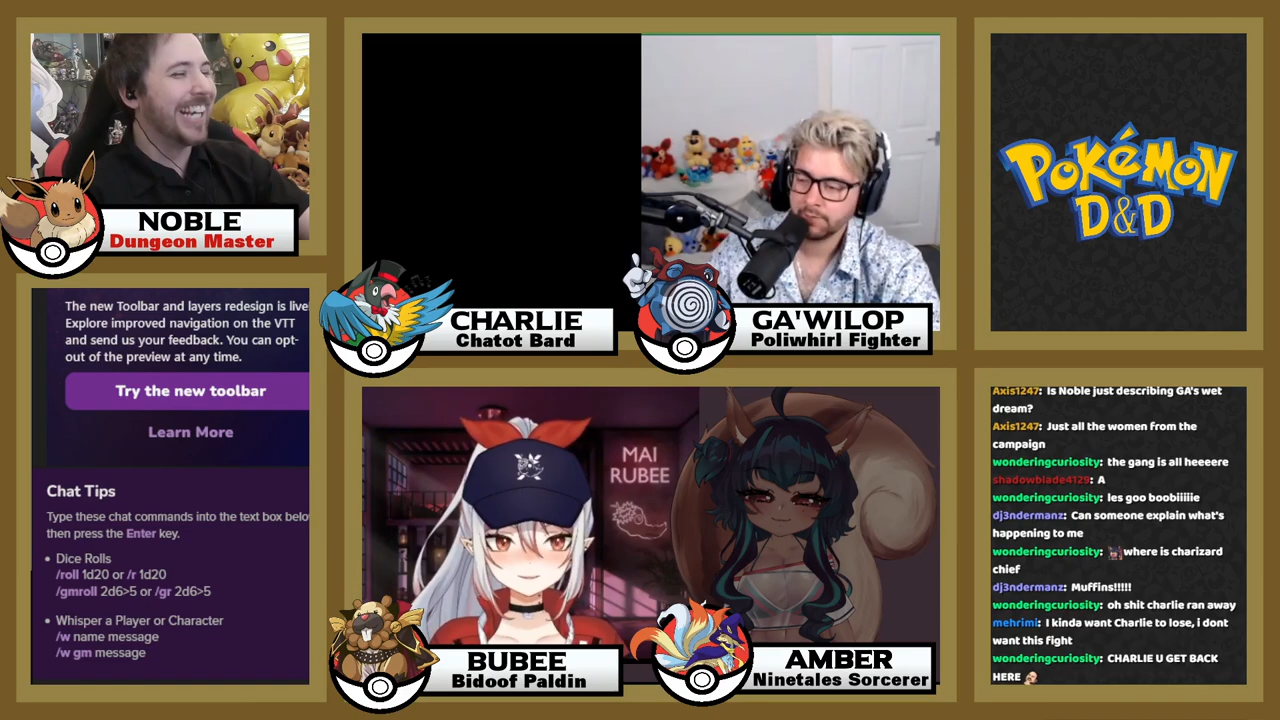 NOBLE
Dungeon Master
The new Toolbar and layers redesign is live
Explore improved navigation on the VTT
and send us your feedback. You can opt-
out of the preview at any time.
Try the new toolbar
Learn More
Chat Tips
Type these chat commands into the text box belo
then press the Enter key.
• Dice Rolls
/roll 1d20 or /r 1d20
/gmroll 2d6>5 or /gr 2d6>5
• Whisper a Player or Character
/w name message
/w gm message
CHARLIE
Chatot Bard
GA'WILOP
Poliwhirl Fighter
MAI
RUBEE
BUBEE
Bidoof Paldin
AMBER
Ninetales Sorcerer
POKéMON
D&D
Axis1247: Is Noble just describing GA's wet
dream?
Axis1247: Just all the women from the
campaign
wonderingcuriosity: the gang is all heeeere
shadowblade4129: A
wonderingcuriosity: les goo boobiiiiie
dj3ndermanz: Can someone explain what's
happening to me
wonderingcuriosity: where is charizard
chief
dj3ndermanz: Muffins!!!!!
wonderingcuriosity: oh shit charlie ran away
mehrimi: I kinda want Charlie to lose, i dont
want this fight
wonderingcuriosity: CHARLIE U GET BACK
HERE